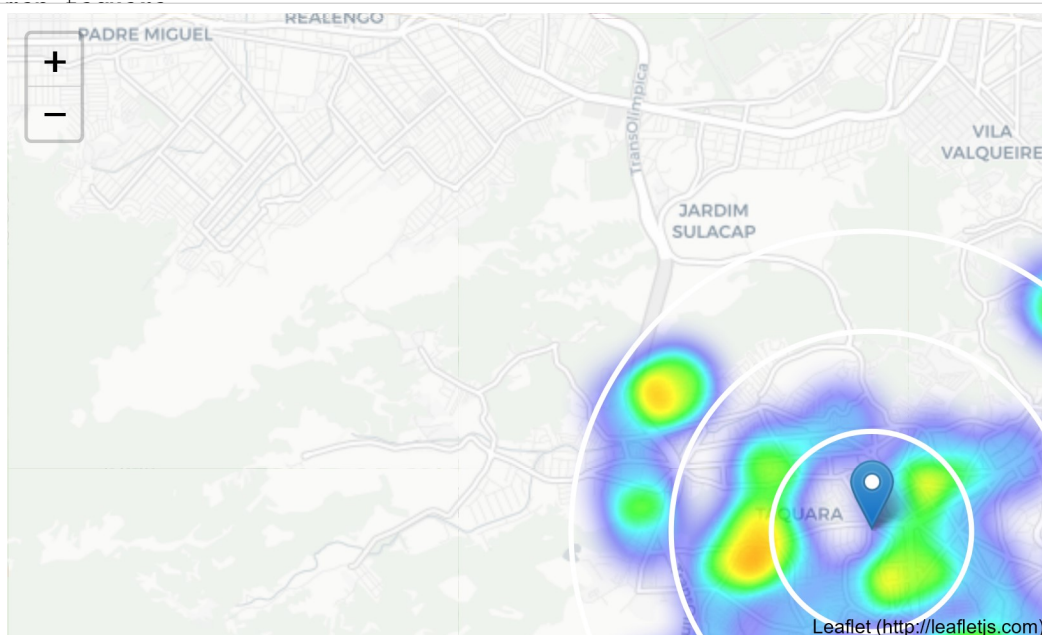 REALENGO
PADRE MIGUEL
+
−
TransOlímpica
VILA
VALQUEIRE
JARDIM
SULACAP
TAQUARA
Leaflet (http://leafletjs.com)